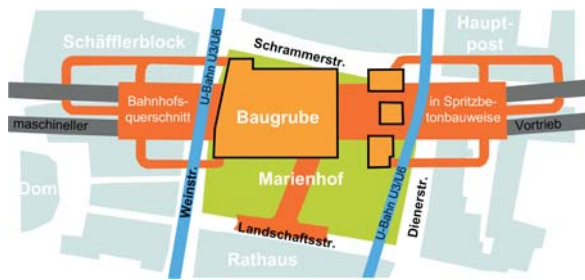 Schäfflerblock
U-Bahn U3/U6
Schrammerstr.
Haupt-
post
Bahnhofs-
querschnitt
Baugrube
in Spritzbe-
tonbauweise
maschineller
Vortrieb
Dom
Weinstr.
Marienhof
U-Bahn U3/U6
Dienerstr.
Landschaftsstr.
Rathaus